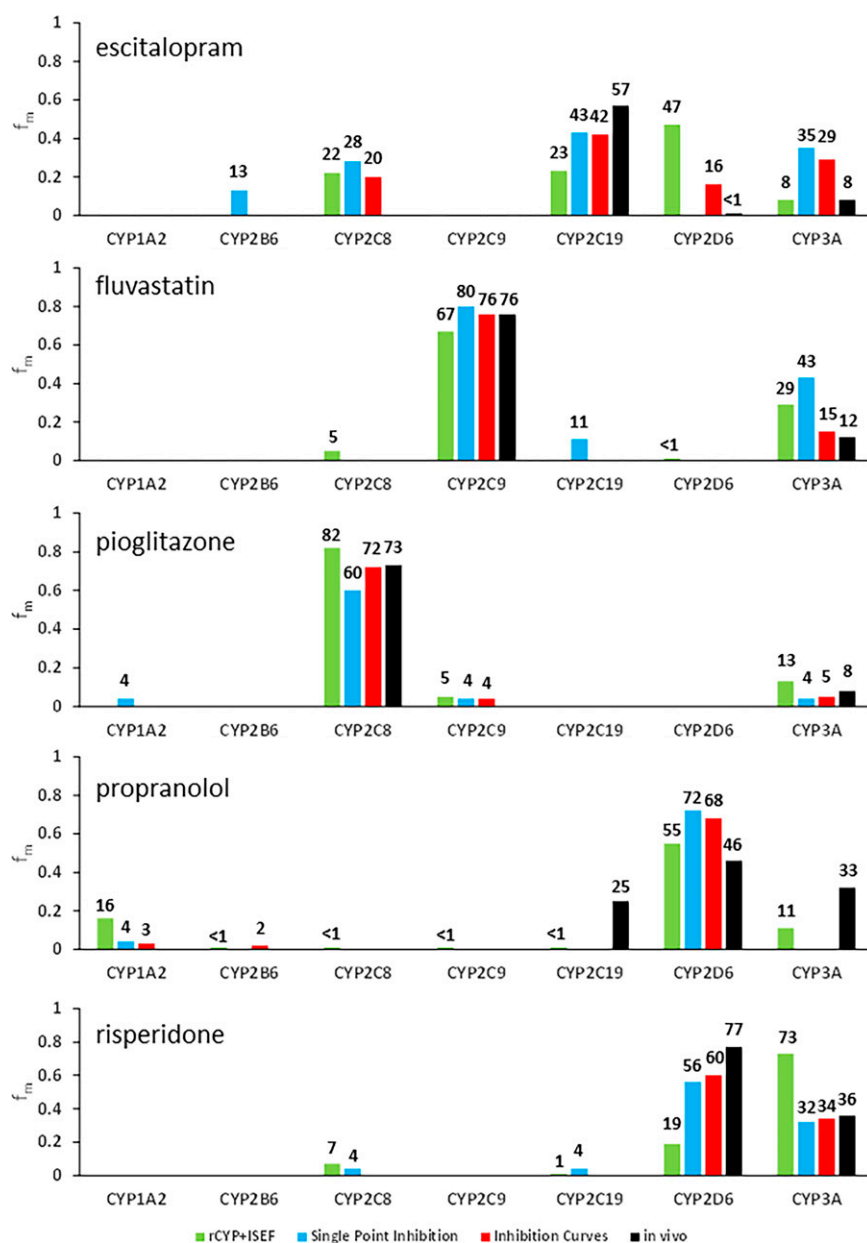 escitalopram
1
0.8
0.6
0.4
0.2
0
fm
13
22 28 20
23 43 42 57
47 16 <1
8 35 29 8
CYP1A2 CYP2B6 CYP2C8 CYP2C9 CYP2C19 CYP2D6 CYP3A
fluvastatin
1
0.8
0.6
0.4
0.2
0
fm
5
67 80 76 76
11
<1
29 43 15 12
CYP1A2 CYP2B6 CYP2C8 CYP2C9 CYP2C19 CYP2D6 CYP3A
pioglitazone
1
0.8
0.6
0.4
0.2
0
fm
4
82 60 72 73
5 4 4
13 4 5 8
CYP1A2 CYP2B6 CYP2C8 CYP2C9 CYP2C19 CYP2D6 CYP3A
propranolol
1
0.8
0.6
0.4
0.2
0
fm
16 4 3
<1 2
<1
<1
<1 25
55 72 68 46
11 33
CYP1A2 CYP2B6 CYP2C8 CYP2C9 CYP2C19 CYP2D6 CYP3A
risperidone
1
0.8
0.6
0.4
0.2
0
fm
7 4
1 4
19 56 60 77
73 32 34 36
CYP1A2 CYP2B6 CYP2C8 CYP2C9 CYP2C19 CYP2D6 CYP3A
rCYP+ISEF Single Point Inhibition Inhibition Curves in vivo